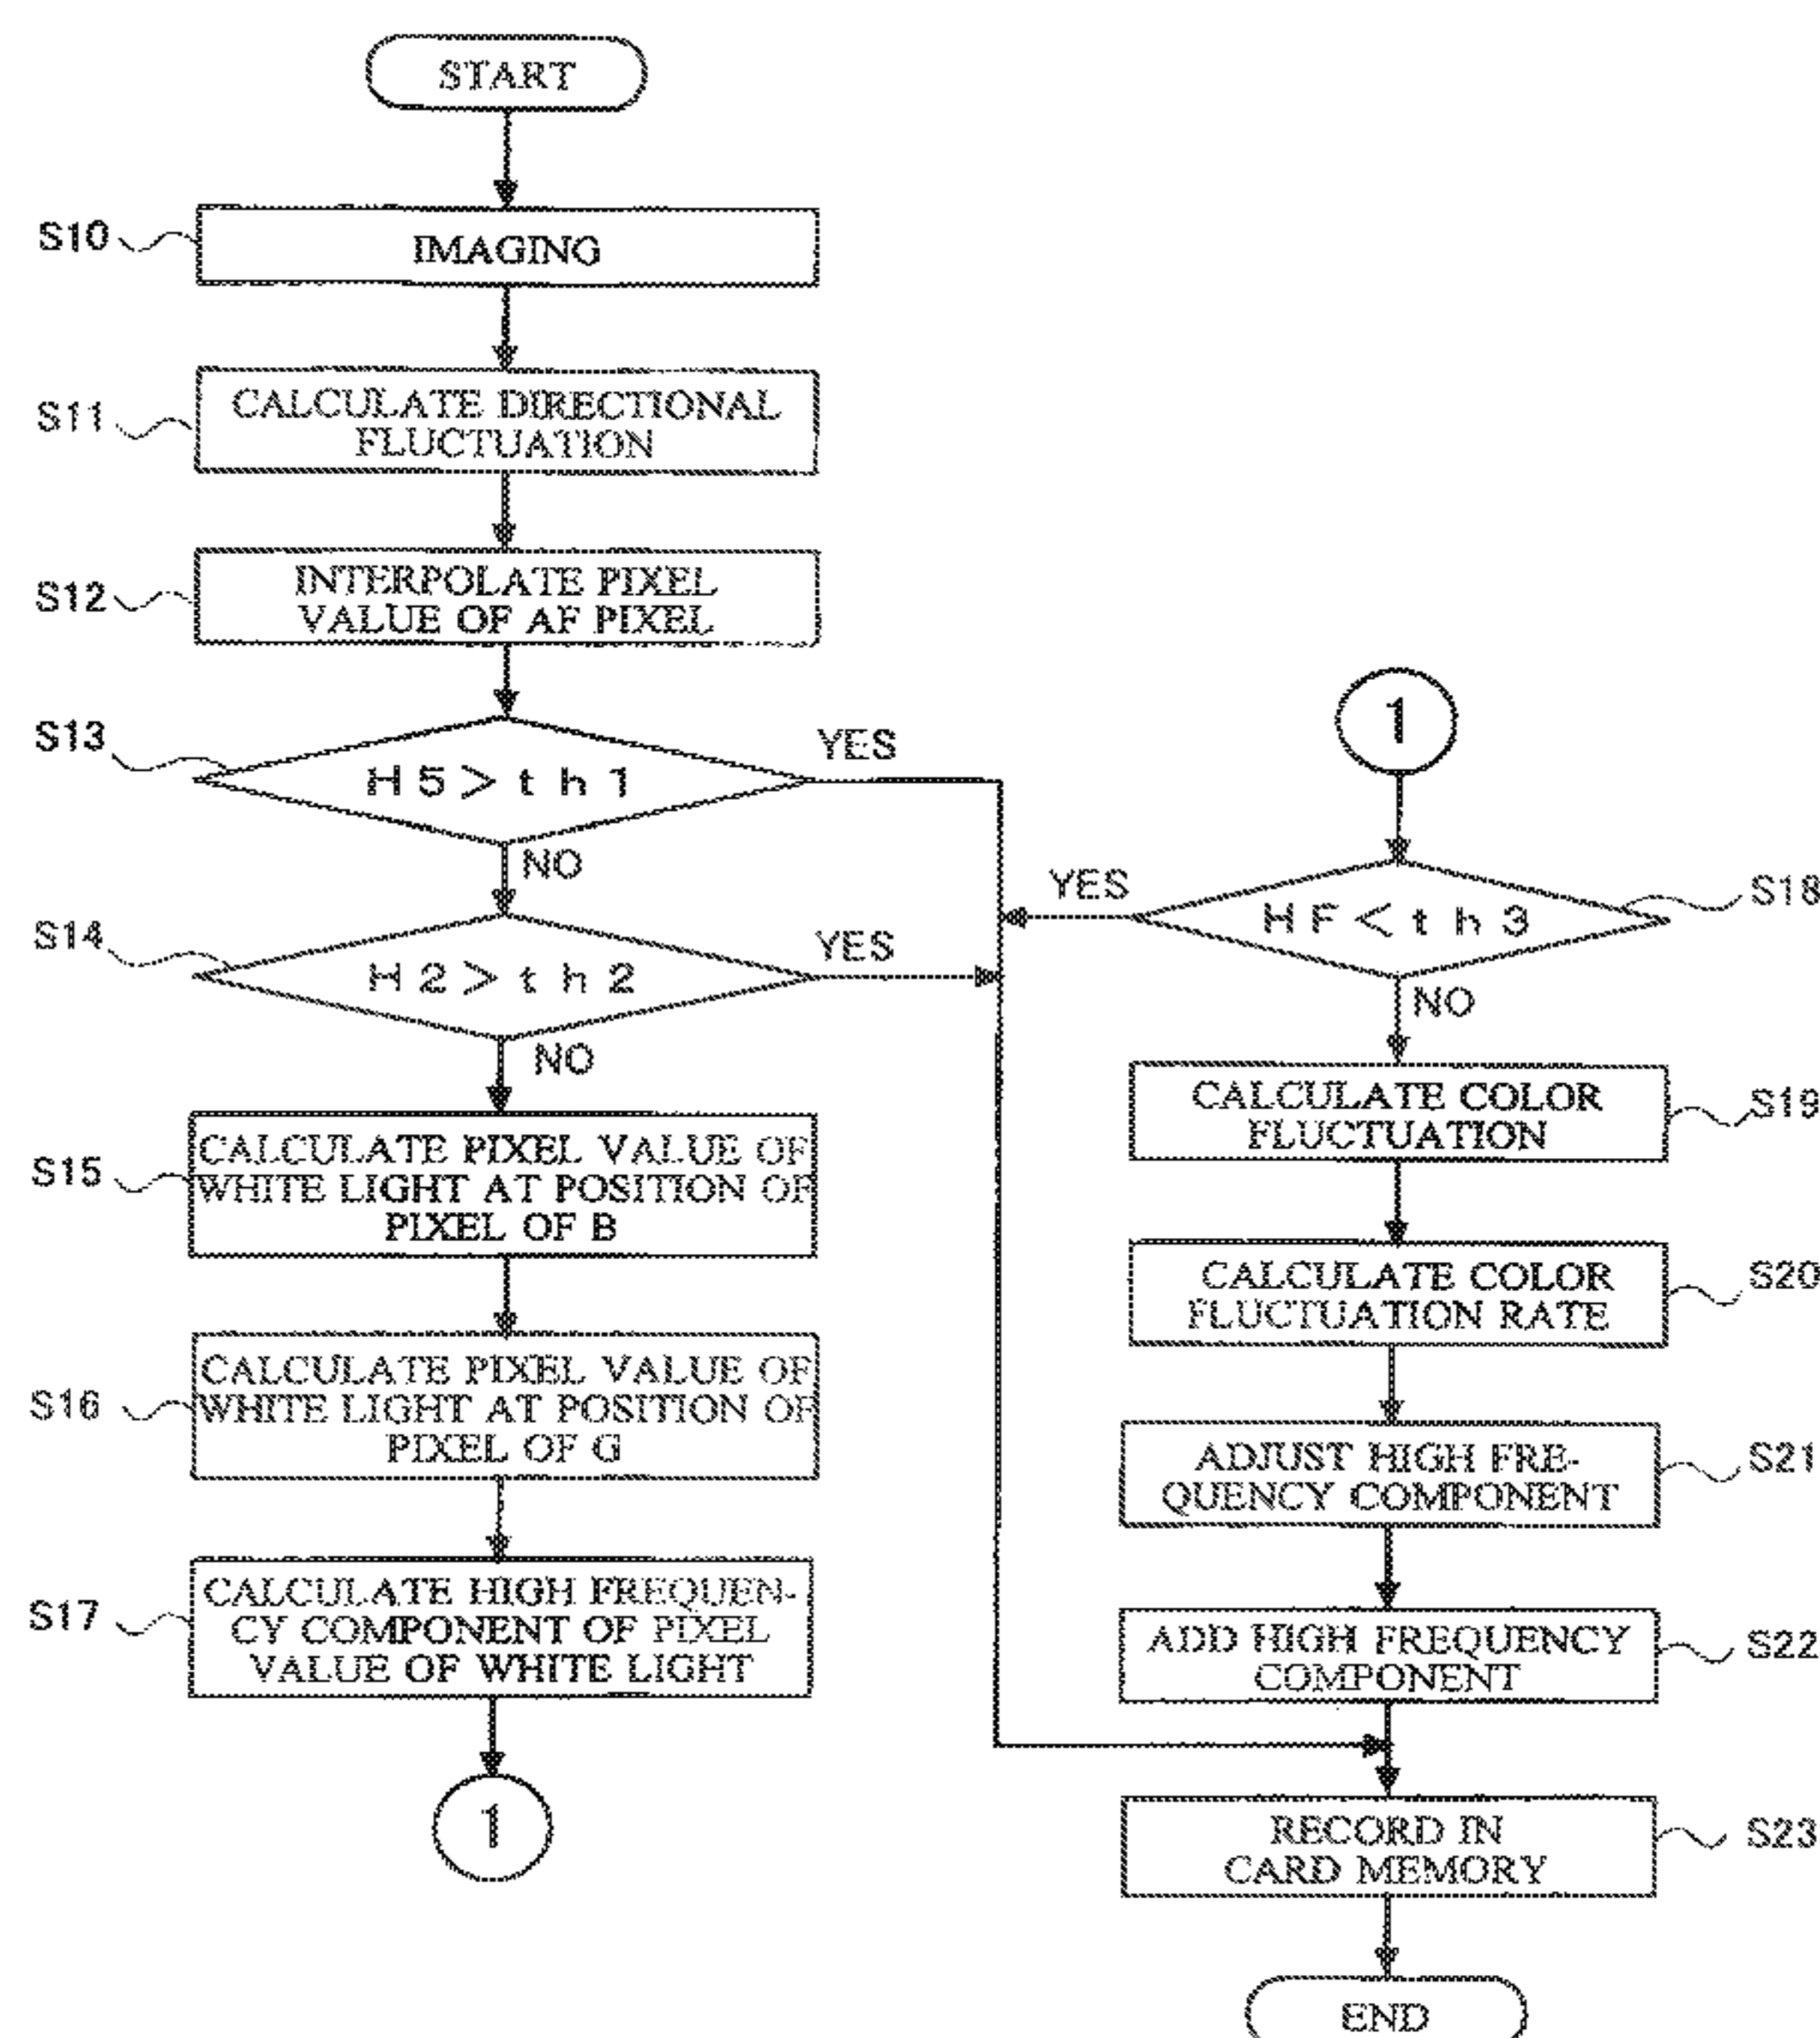 START
S10
IMAGING
S11
CALCULATE DIRECTIONAL
FLUCTUATION
S12
INTERPOLATE PIXEL
VALUE OF AF PIXEL
S13
H5>th1
YES
NO
S14
H2>th2
YES
NO
S15
CALCULATE PIXEL VALUE OF
WHITE LIGHT AT POSITION OF
PIXEL OF B
S16
CALCULATE PIXEL VALUE OF
WHITE LIGHT AT POSITION OF
PIXEL OF G
S17
CALCULATE HIGH FREQUEN-
CY COMPONENT OF PIXEL
VALUE OF WHITE LIGHT
1
1
YES
HF<th3
S18
NO
CALCULATE COLOR
FLUCTUATION
S19
CALCULATE COLOR
FLUCTUATION RATE
S20
ADJUST HIGH FRE-
QUENCY COMPONENT
S21
ADD HIGH FREQUENCY
COMPONENT
S22
RECORD IN
CARD MEMORY
S23
END